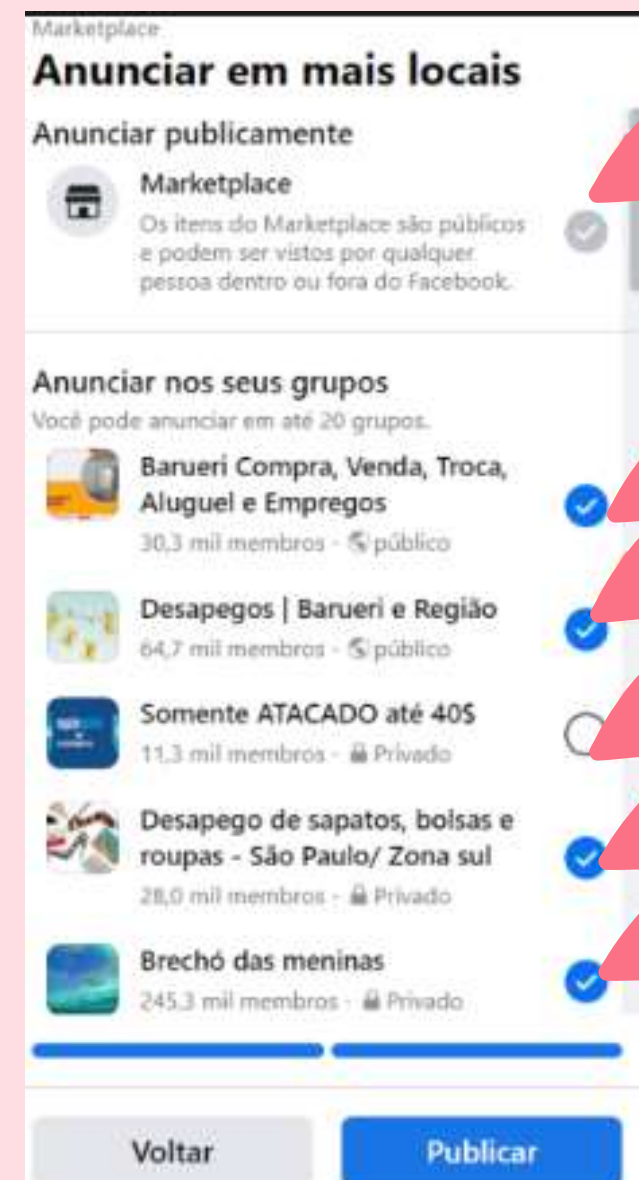 Marketplace
Anunciar em mais locais
Anunciar publicamente
Marketplace
Os itens do Marketplace são públicos
e podem ser vistos por qualquer
pessoa dentro ou fora do Facebook.
Anunciar nos seus grupos
Você pode anunciar em até 20 grupos.
Barueri Compra, Venda, Troca,
Aluguel e Empregos
30,3 mil membros - público
Desapegos | Barueri e Região
64,7 mil membros - público
Somente ATACADO até 40$
11,3 mil membros - Privado
Desapego de sapatos, bolsas e
roupas - São Paulo/ Zona sul
28,0 mil membros - Privado
Brechó das meninas
245,3 mil membros - Privado
Voltar
Publicar